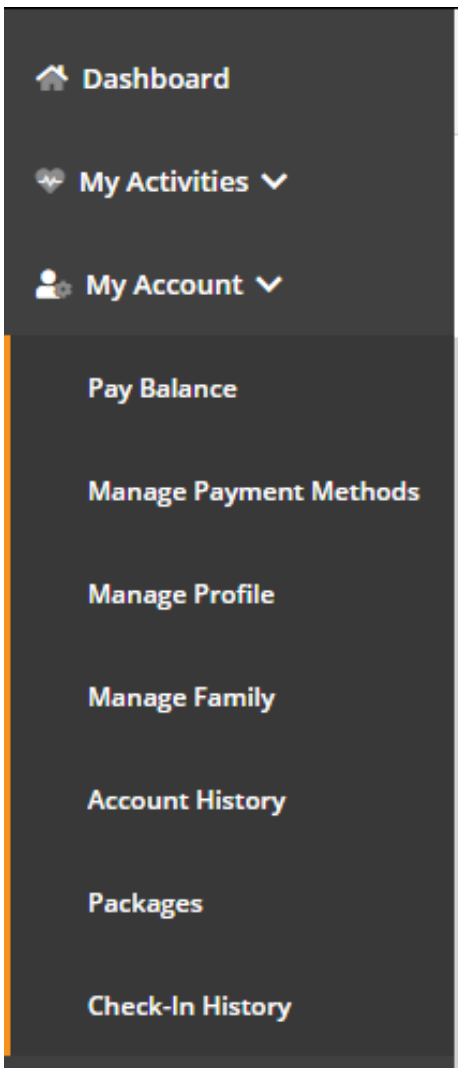 Dashboard
My Activities
My Account
Pay Balance
Manage Payment Methods
Manage Profile
Manage Family
Account History
Packages
Check-In History